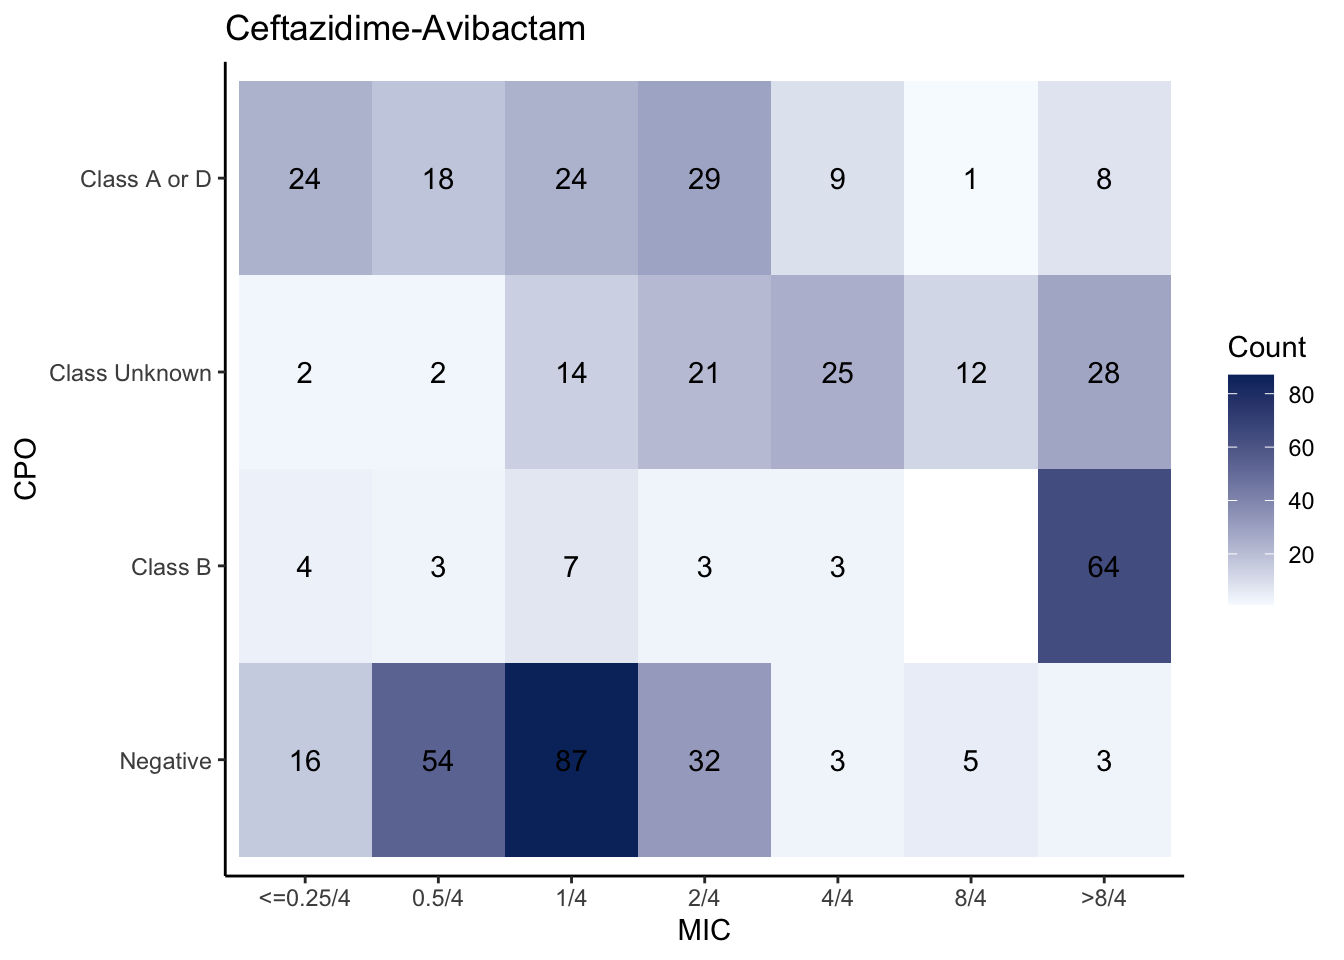 Ceftazidime-Avibactam
Class A or D
24 18 24 29 9 1 8
Class Unknown
2 2 14 21 25 12 28
Class B
4 3 7 3 3 64
Negative
16 54 87 32 3 5 3
<=0.25/4 0.5/4 1/4 2/4 4/4 8/4 >8/4
MIC
CPO
Count
80
60
40
20